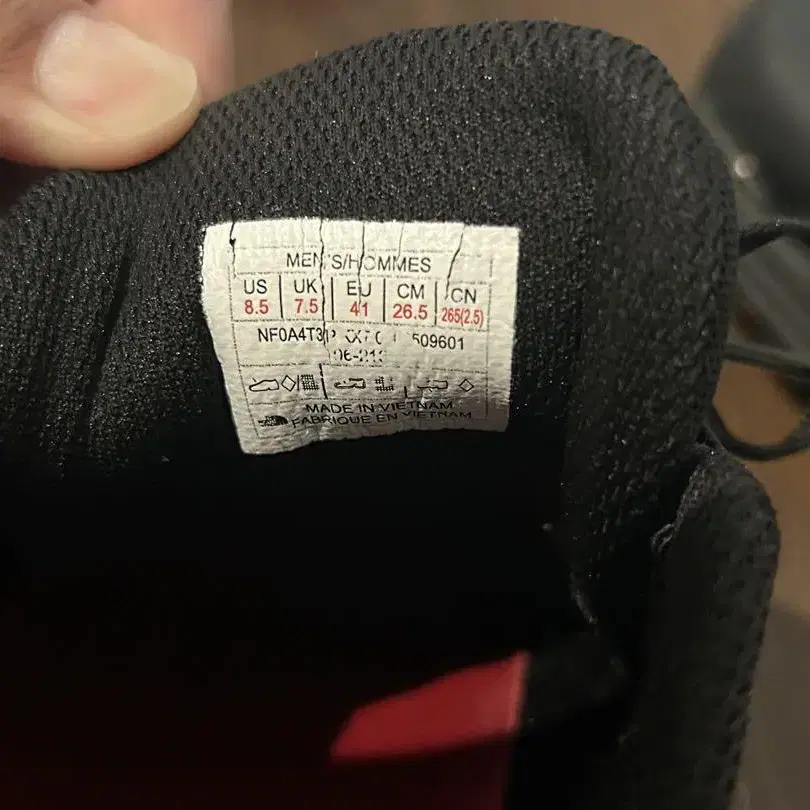 MEN'S/HOMMES
US UK EU CM CN
8.5 7.5 41 26.5 265(2.5)
509601
MADE IN VIETNAM
FABRIQUE EN VIETNAM